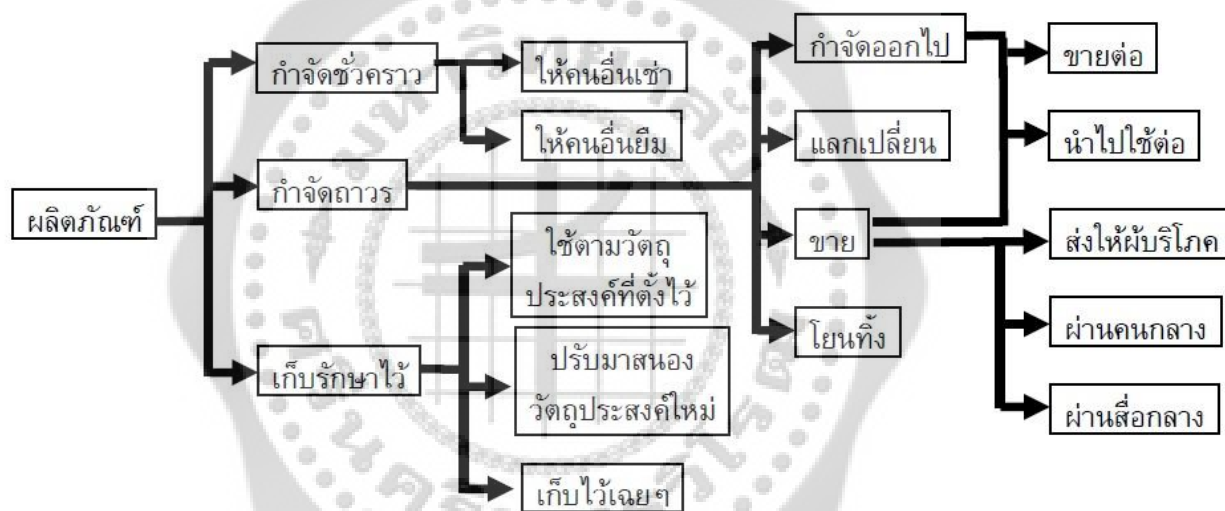 ผลิตภัณฑ์
กำจัดชั่วคราว
ให้คนอื่นเช่า
ให้คนอื่นยืม
กำจัดถาวร
กำจัดออกไป
แลกเปลี่ยน
ขาย
โยนทิ้ง
ขายต่อ
นำไปใช้ต่อ
ส่งให้ผู้บริโภค
ผ่านคนกลาง
ผ่านสื่อกลาง
เก็บรักษาไว้
ใช้ตามวัตถุ
ประสงค์ที่ตั้งไว้
ปรับมาสนอง
วัตถุประสงค์ใหม่
เก็บไว้เฉยๆ